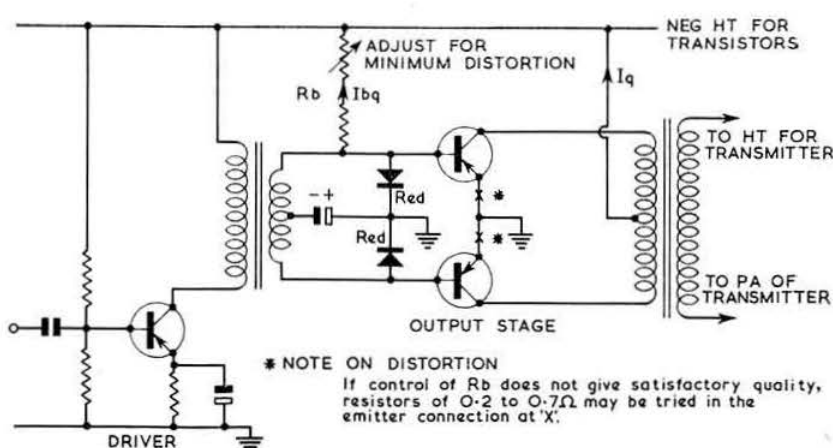 NEG HT FOR
TRANSISTORS
ADJUST FOR
MINIMUM DISTORTION
Rb
Ibq
Iq
TO HT FOR
TRANSMITTER
- +
Red
*
Red
*
TO PA OF
TRANSMITTER
OUTPUT STAGE
* NOTE ON DISTORTION
If control of Rb does not give satisfactory quality,
resistors of 0·2 to 0·7Ω may be tried in the
emitter connection at 'X'.
DRIVER